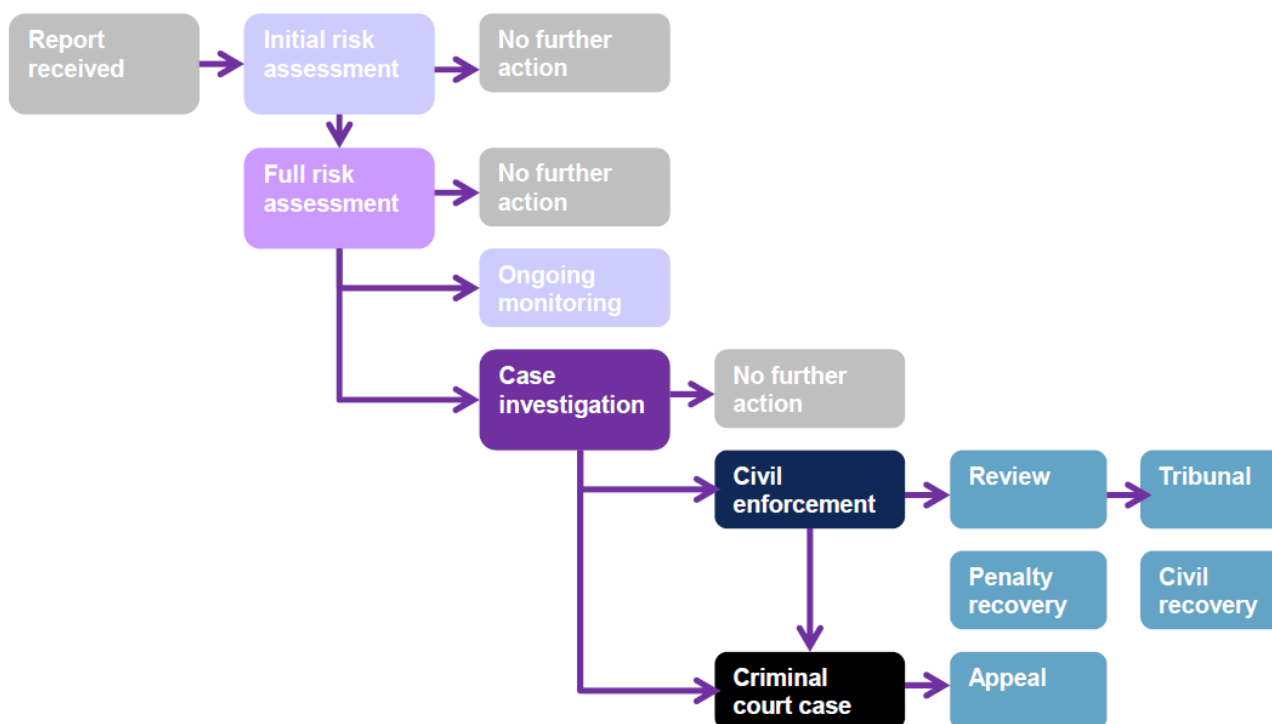 Report
received
Initial risk
assessment
No further
action
Full risk
assessment
No further
action
Ongoing
monitoring
Case
investigation
No further
action
Civil
enforcement
Review
Tribunal
Penalty
recovery
Civil
recovery
Criminal
court case
Appeal